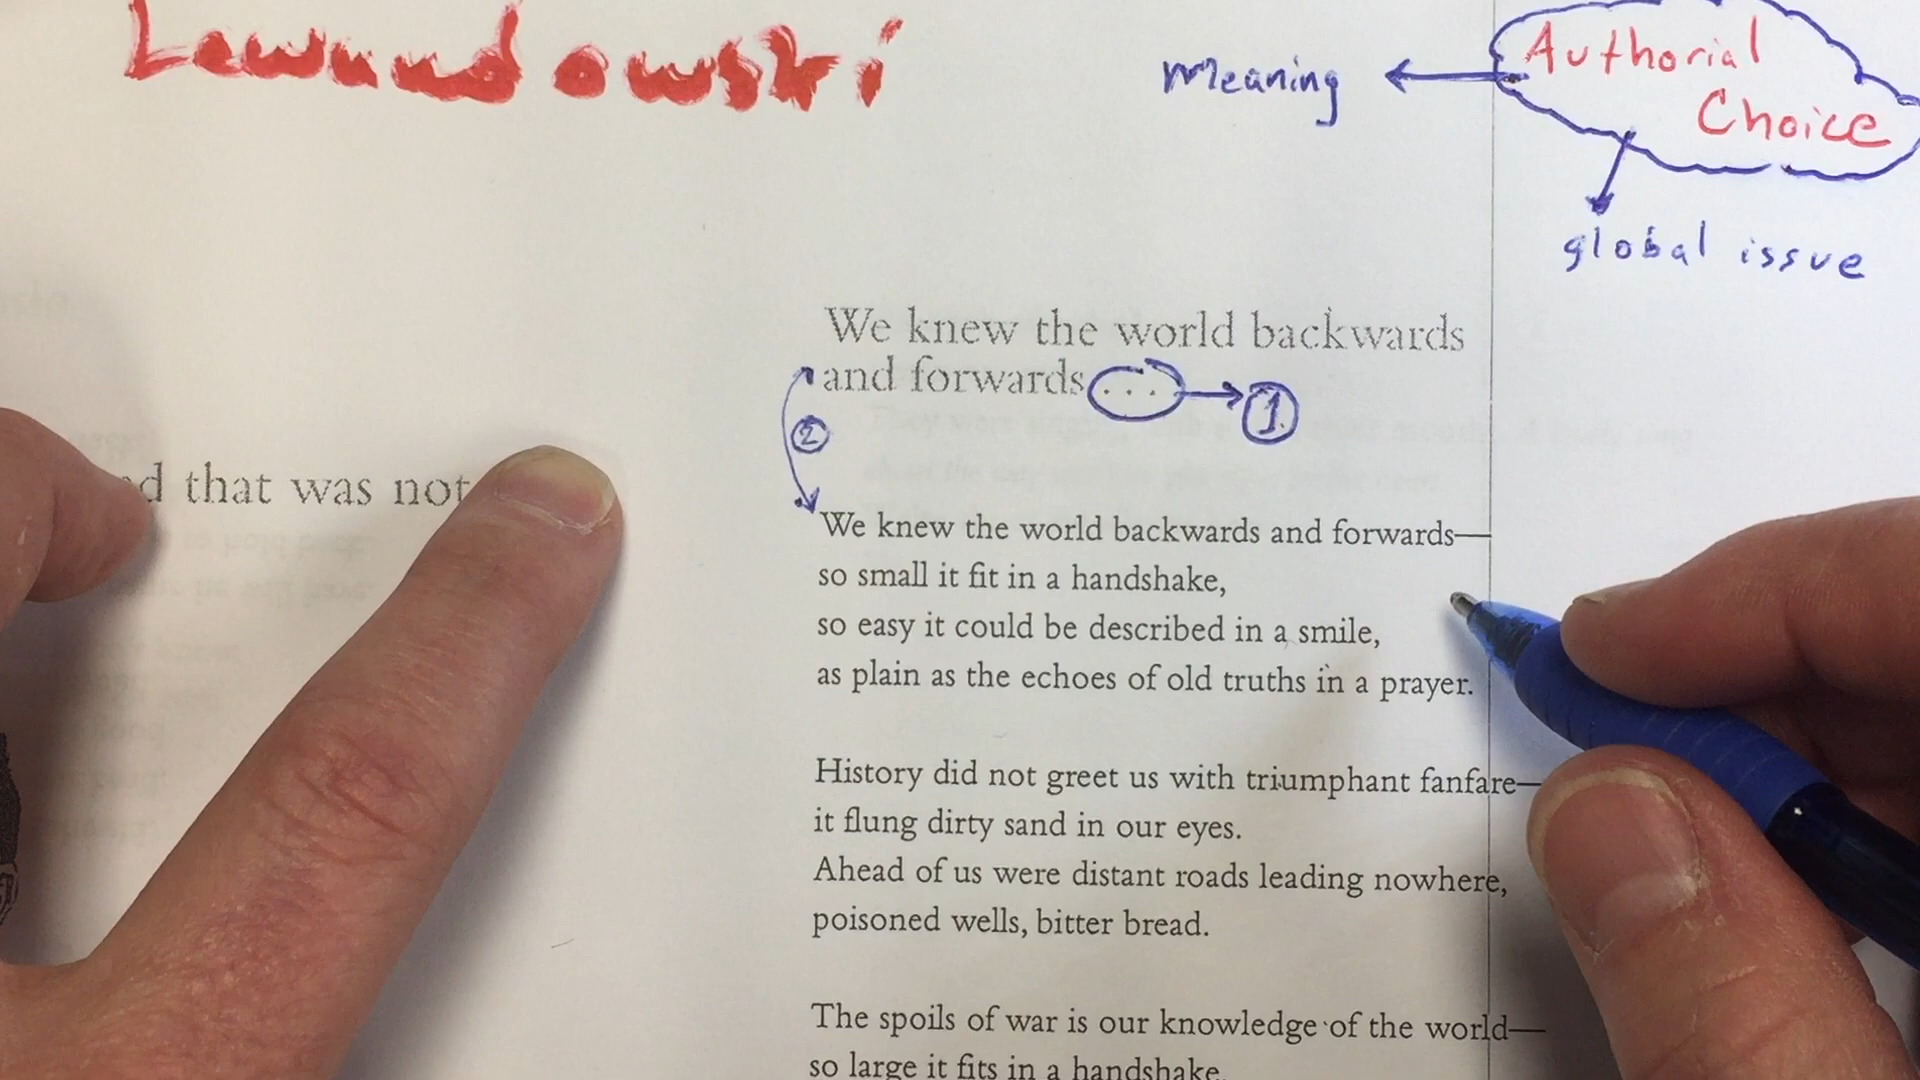 Lewandowski
Authorial
Choice
meaning
global issue
We knew the world backwards
and forwards...
1.
2
that was not
We knew the world backwards and forwards—
so small it fit in a handshake,
so easy it could be described in a smile,
as plain as the echoes of old truths in a prayer.
History did not greet us with triumphant fanfare—
it flung dirty sand in our eyes.
Ahead of us were distant roads leading nowhere,
poisoned wells, bitter bread.
The spoils of war is our knowledge of the world—
so large it fits in a handshake,